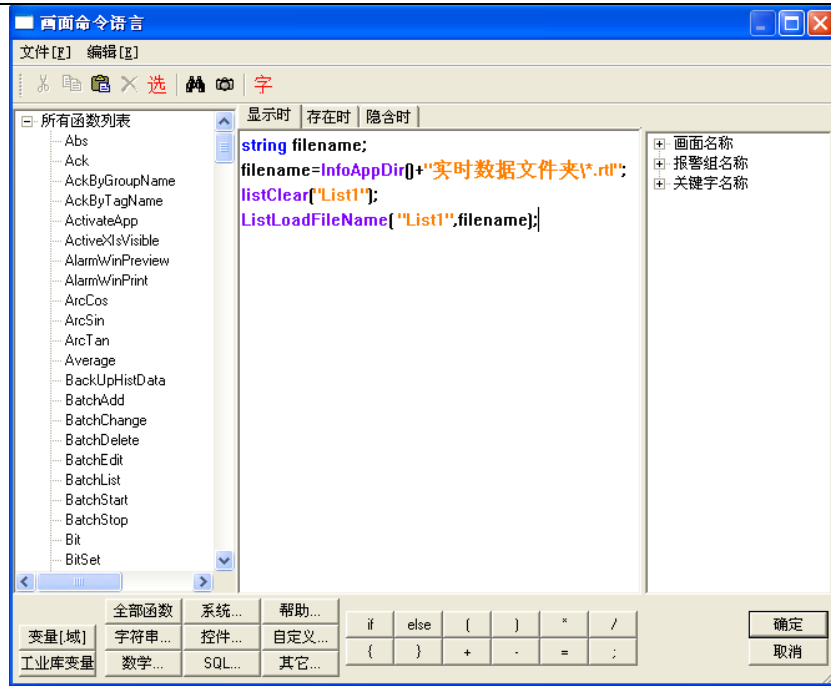 画面命令语言
文件[F] 编辑[E]
选 字
所有函数列表
Abs
Ack
AckByGroupName
AckByTagName
ActivateApp
ActiveXIsVisible
AlarmWinPreview
AlarmWinPrint
ArcCos
ArcSin
ArcTan
Average
BackUpHistData
BatchAdd
BatchChange
BatchDelete
BatchEdit
BatchList
BatchStart
BatchStop
Bit
BitSet
显示时 存在时 隐含时
string filename;
filename=InfoAppDir()+"实时数据文件夹\*.rtl";
listClear("List1");
ListLoadFileName( "List1",filename);
画面名称
报警组名称
关键字名称
全部函数 系统... 帮助...
变量[.域] 字符串... 控件... 自定义...
工业库变量 数学... SQL... 其它...
if else ( ) * /
{ } + - = ;
确定
取消